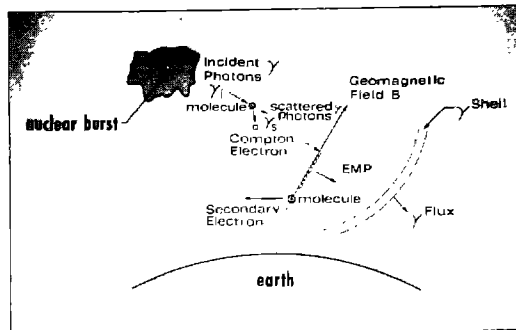 Incident γ
Photons
γi
molecule
scattered
Photons
γs
nuclear burst
Compton
Electron
Geomagnetic
Field B
γ Shell
EMP
molecule
Secondary
Electron
γ Flux
earth